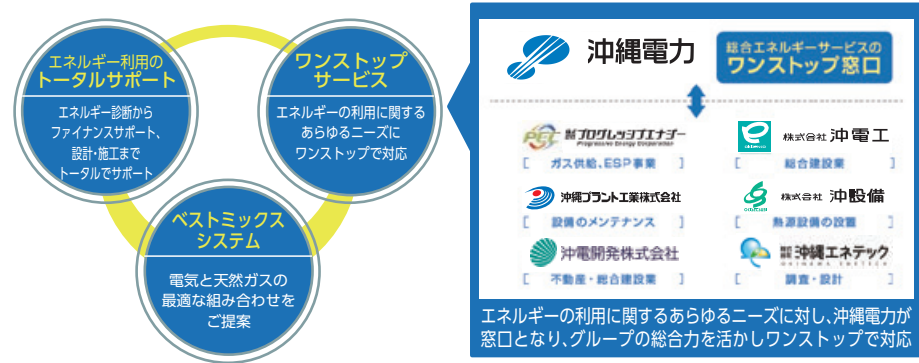 エネルギー利用の
トータルサポート
エネルギー診断から
ファイナンスサポート、
設計・施工まで
トータルでサポート
ワンストップ
サービス
エネルギーの利用に関する
あらゆるニーズに
ワンストップで対応
ベストミックス
システム
電気と天然ガスの
最適な組み合わせを
ご提案
沖縄電力
総合エネルギーサービスの
ワンストップ窓口
PEC 株式会社プログレッシブエナジー
Progressive Energy Corporation
[ ガス供給、ESP事業 ]
株式会社 沖電工
[ 総合建設業 ]
沖縄プラント工業株式会社
[ 設備のメンテナンス ]
株式会社 沖設備
[ 熱源設備の設置 ]
沖電開発株式会社
[ 不動産・総合建設業 ]
株式会社 沖縄エネテック
OKINAWA ENETECH
[ 調査・設計 ]
エネルギーの利用に関するあらゆるニーズに対し、沖縄電力が
窓口となり、グループの総合力を活かしワンストップで対応